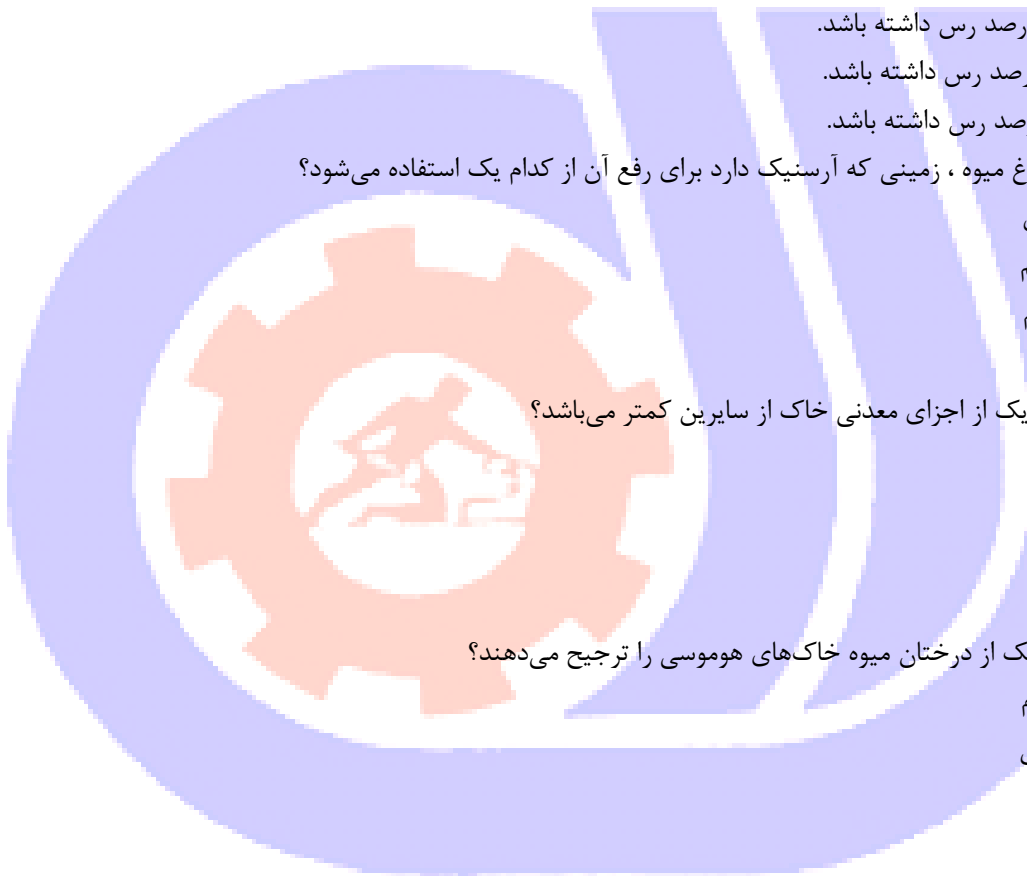 رصد رس داشته باشد.
رصد رس داشته باشد.
صد رس داشته باشد.
غ میوه ، زمینی که آرسنیک دارد برای رفع آن از کدام یک استفاده می‌شود؟
م
یک از اجزای معدنی خاک از سایرین کمتر می‌باشد؟
یک از درختان میوه خاک‌های هوموسی را ترجیح می‌دهند؟
م